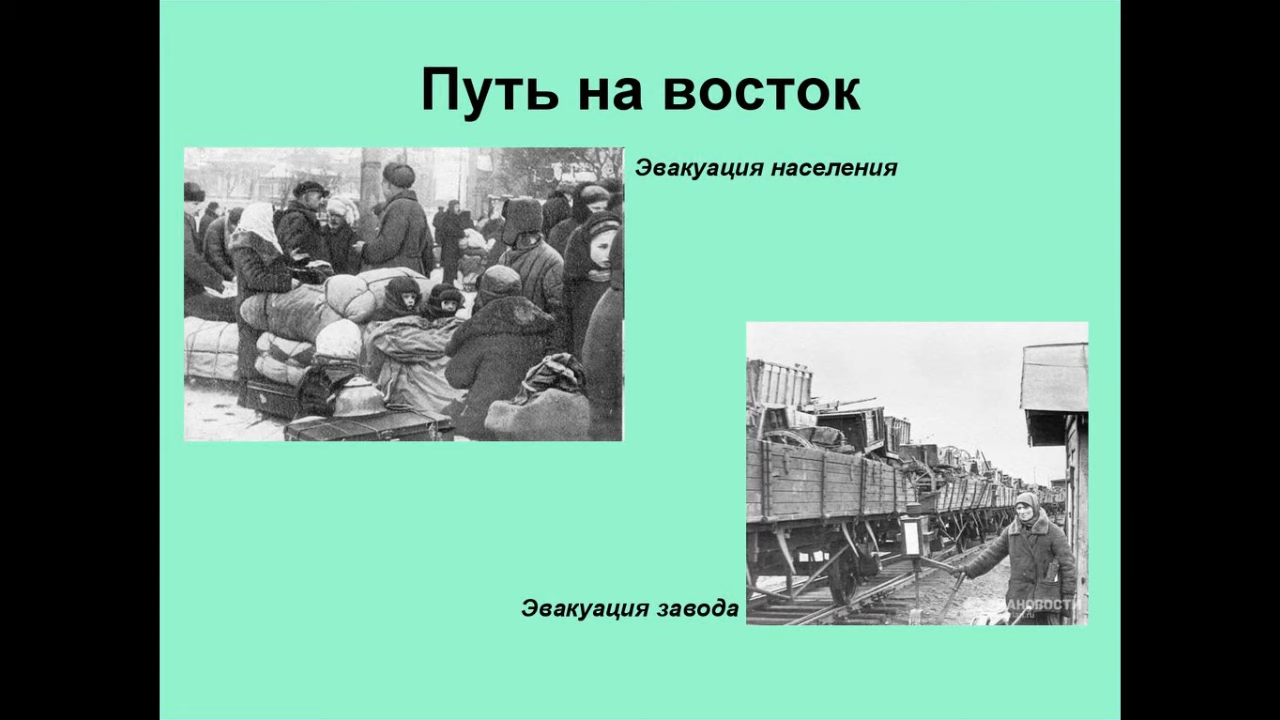 Путь на восток
Эвакуация населения
Эвакуация завода